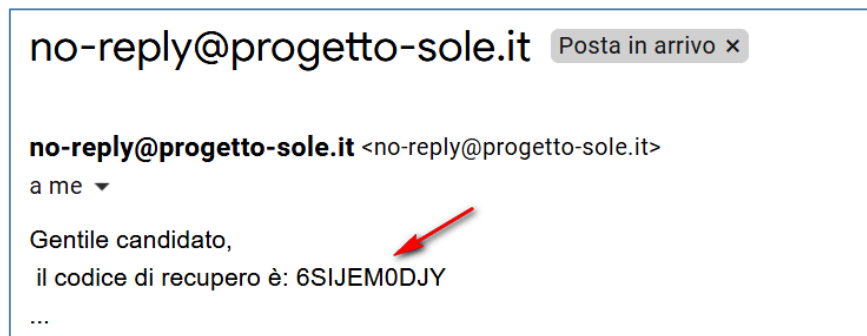 no-reply@progetto-sole.it Posta in arrivo ×
no-reply@progetto-sole.it <no-reply@progetto-sole.it>
a me
Gentile candidato,
il codice di recupero è: 6SIJEM0DJY
...